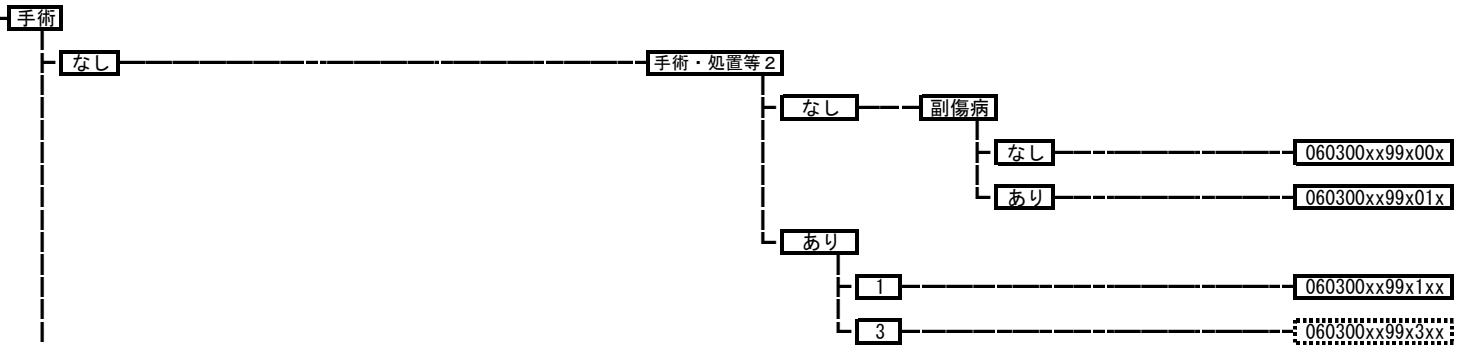 手術
なし 手術・処置等2
なし 副傷病
なし 060300xx99x00x
あり 060300xx99x01x
あり
1 060300xx99x1xx
3 060300xx99x3xx